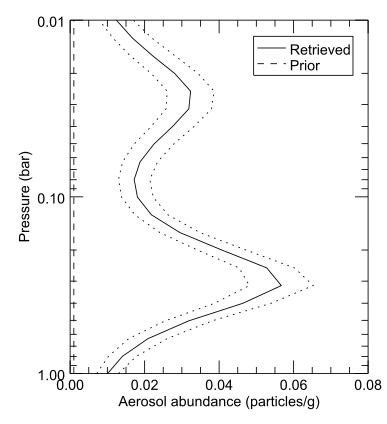 0.01
Retrieved
Prior
Pressure (bar)
0.10
1.00
0.00 0.02 0.04 0.06 0.08
Aerosol abundance (particles/g)